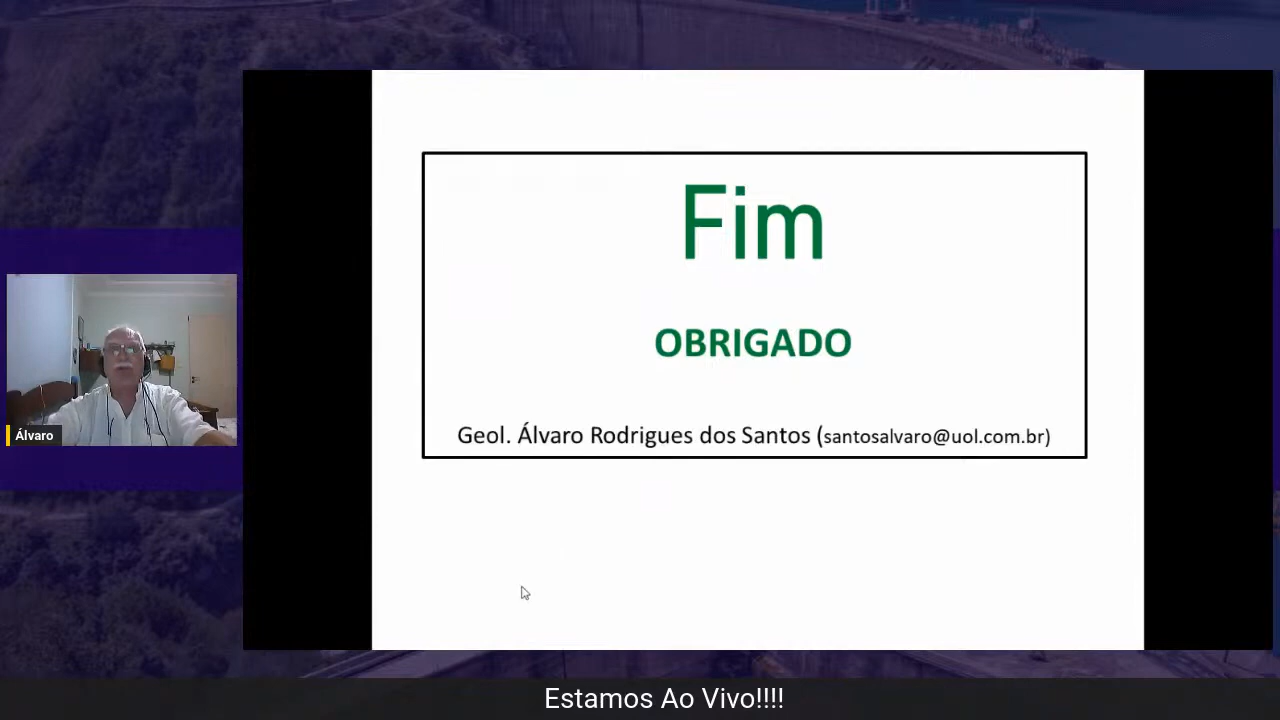 Fim
OBRIGADO
Geol. Álvaro Rodrigues dos Santos (santosalvaro@uol.com.br)
Álvaro
Estamos Ao Vivo!!!!